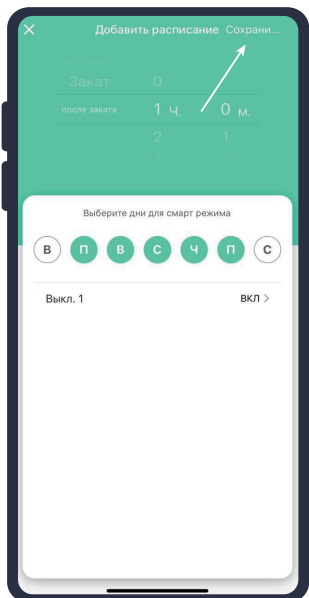 Добавить расписание Сохрани...
Закат 0
после заката 1 ч. 0 м.
2 1
Выберите дни для смарт режима
В П В С Ч П С
Выкл. 1 ВКЛ